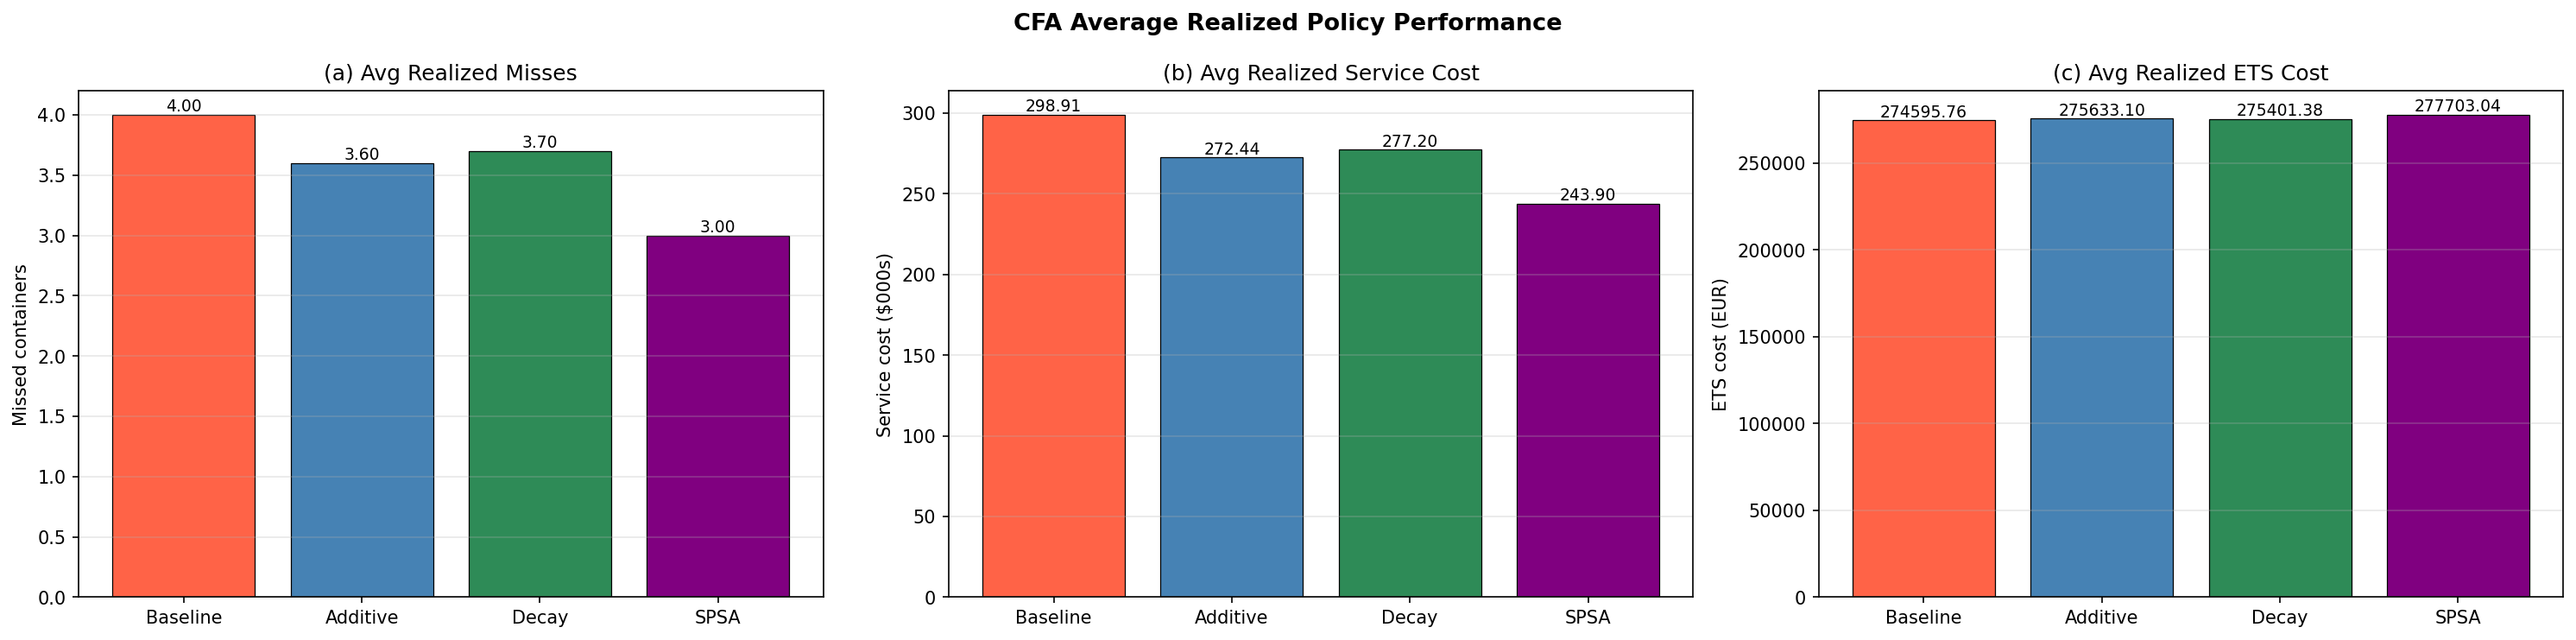 CFA Average Realized Policy Performance
(a) Avg Realized Misses
Missed containers
4.0
3.5
3.0
2.5
2.0
1.5
1.0
0.5
0.0
4.00
3.60
3.70
3.00
Baseline
Additive
Decay
SPSA
(b) Avg Realized Service Cost
Service cost ($000s)
300
250
200
150
100
50
0
298.91
272.44
277.20
243.90
Baseline
Additive
Decay
SPSA
(c) Avg Realized ETS Cost
ETS cost (EUR)
250000
200000
150000
100000
50000
0
274595.76
275633.10
275401.38
277703.04
Baseline
Additive
Decay
SPSA